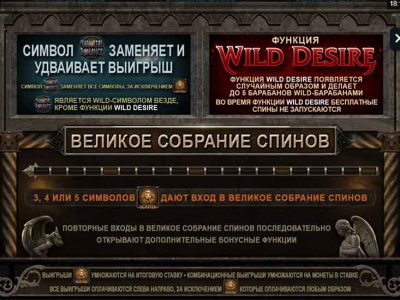 СИМВОЛ ЗАМЕНЯЕТ И
УДВАИВАЕТ ВЫИГРЫШ
СИМВОЛ ЗАМЕНЯЕТ ВСЕ СИМВОЛЫ, ЗА ИСКЛЮЧЕНИЕМ
ЯВЛЯЕТСЯ WILD-СИМВОЛОМ ВЕЗДЕ,
КРОМЕ ФУНКЦИИ WILD DESIRE
ФУНКЦИЯ
WILD DESIRE
ФУНКЦИЯ WILD DESIRE ПОЯВЛЯЕТСЯ
СЛУЧАЙНЫМ ОБРАЗОМ И ДЕЛАЕТ
ДО 5 БАРАБАНОВ WILD-БАРАБАНАМИ
ВО ВРЕМЯ ФУНКЦИИ WILD DESIRE БЕСПЛАТНЫЕ
СПИНЫ НЕ ЗАПУСКАЮТСЯ
ВЕЛИКОЕ СОБРАНИЕ СПИНОВ
3, 4 ИЛИ 5 СИМВОЛОВ SCATTER ДАЮТ ВХОД В ВЕЛИКОЕ СОБРАНИЕ СПИНОВ
ПОВТОРНЫЕ ВХОДЫ В ВЕЛИКОЕ СОБРАНИЕ СПИНОВ ПОСЛЕДОВАТЕЛЬНО
ОТКРЫВАЮТ ДОПОЛНИТЕЛЬНЫЕ БОНУСНЫЕ ФУНКЦИИ
ВЫИГРЫШИ УМНОЖАЮТСЯ НА ИТОГОВУЮ СТАВКУ • КОМБИНАЦИОННЫЕ ВЫИГРЫШИ УМНОЖАЮТСЯ НА МОНЕТЫ В СТАВКЕ
ВСЕ ВЫИГРЫШИ ОПЛАЧИВАЮТСЯ СЛЕВА НАПРАВО, ЗА ИСКЛЮЧЕНИЕМ КОТОРЫЕ ОПЛАЧИВАЮТСЯ ЛЮБЫМ ОБРАЗОМ